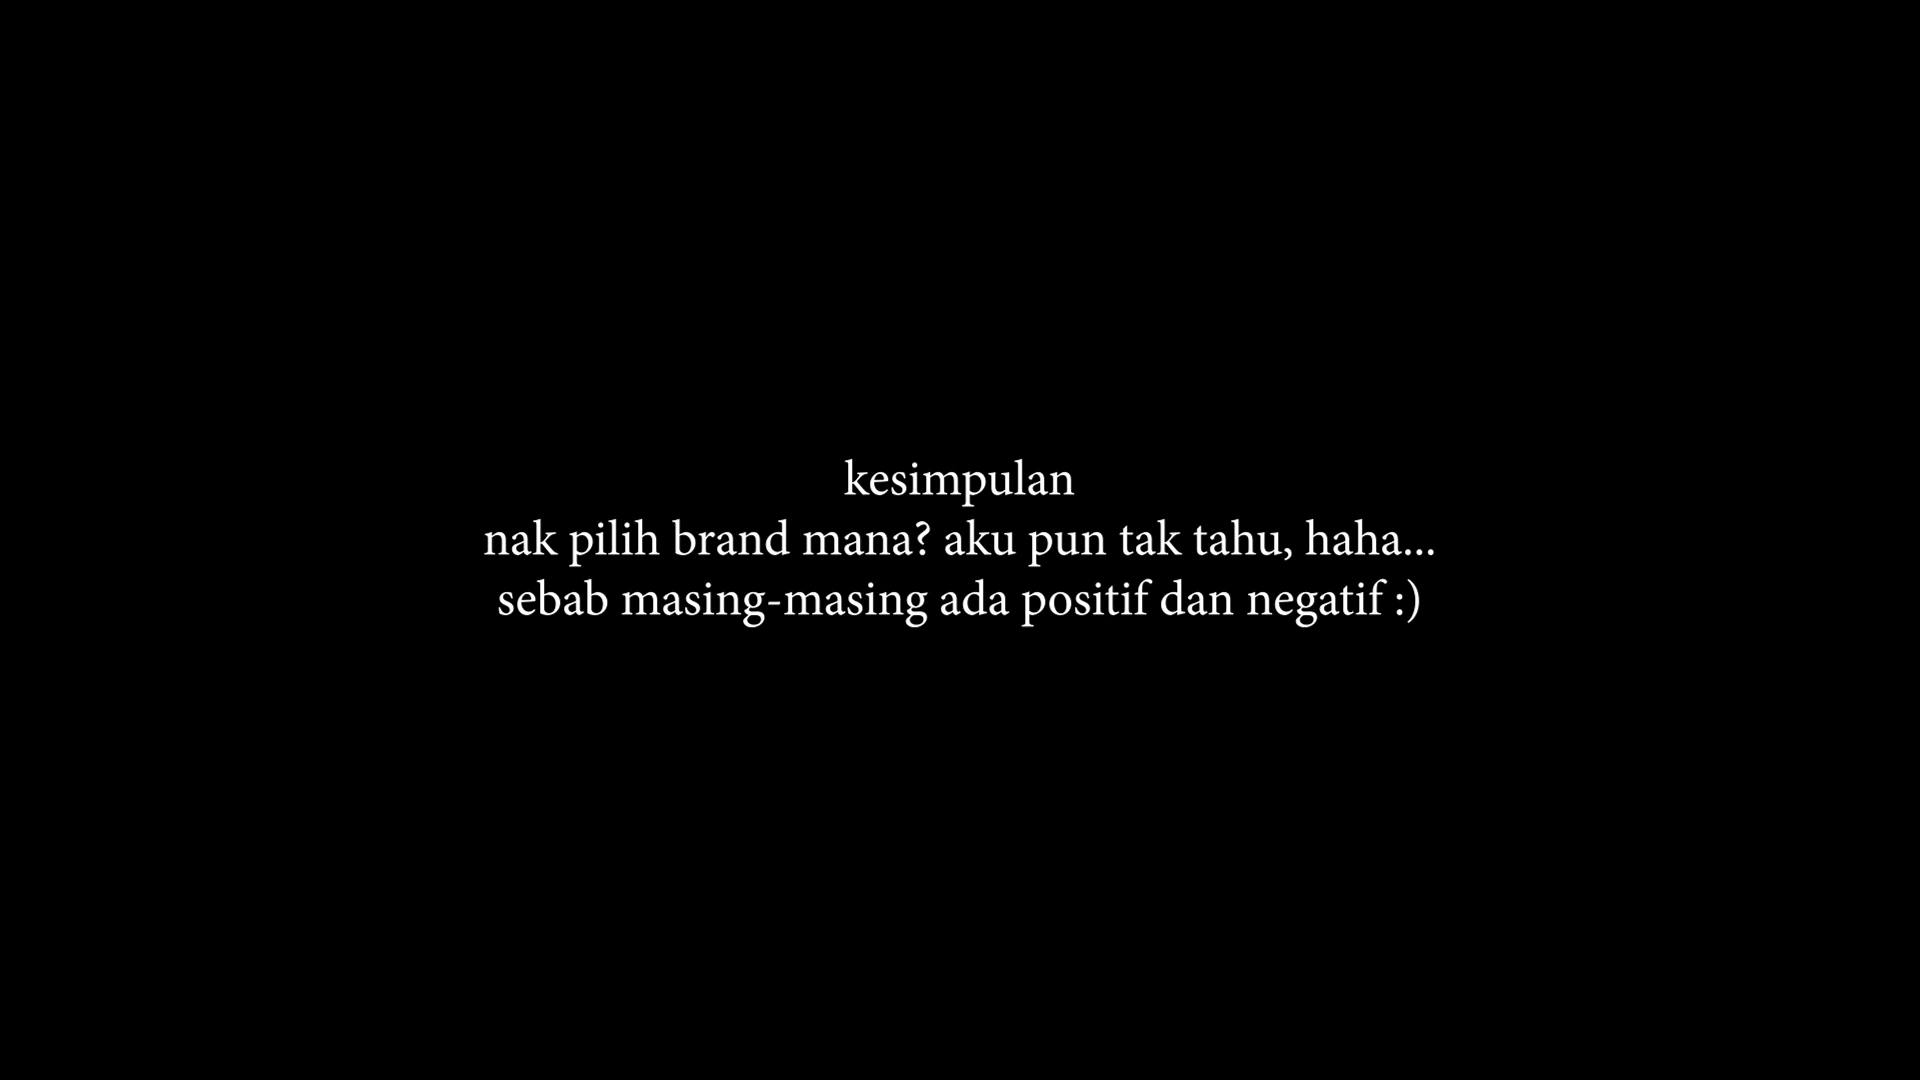 kesimpulan
nak pilih brand mana? aku pun tak tahu, haha...
sebab masing-masing ada positif dan negatif :)